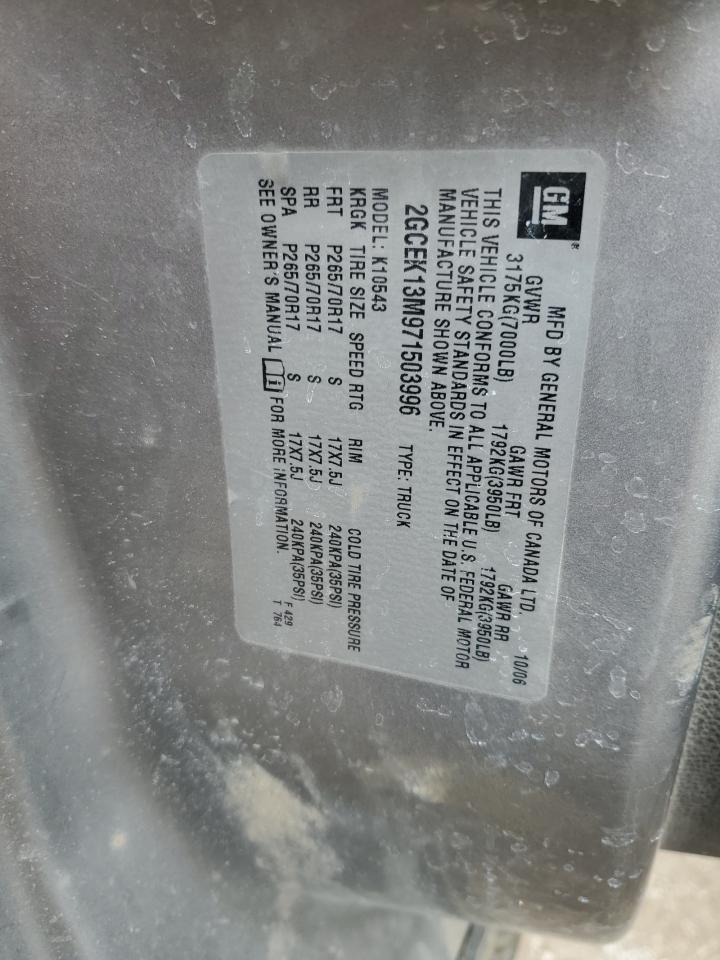 GM ®
MFD BY GENERAL MOTORS OF CANADA LTD
10/06
GVWR GAWR FRT GAWR RR
3175KG(7000LB) 1792KG(3950LB) 1792KG(3950LB)
THIS VEHICLE CONFORMS TO ALL APPLICABLE U.S. FEDERAL MOTOR
VEHICLE SAFETY STANDARDS IN EFFECT ON THE DATE OF
MANUFACTURE SHOWN ABOVE.
2GCEK13M971503996 TYPE: TRUCK
MODEL: K10543
KRGK TIRE SIZE SPEED RTG RIM COLD TIRE PRESSURE
FRT P265/70R17 S 17X7.5J 240KPA(35PSI)
RR P265/70R17 S 17X7.5J 240KPA(35PSI)
SPA P265/70R17 S 17X7.5J 240KPA(35PSI)
SEE OWNER'S MANUAL i FOR MORE INFORMATION.
F 429
T 764